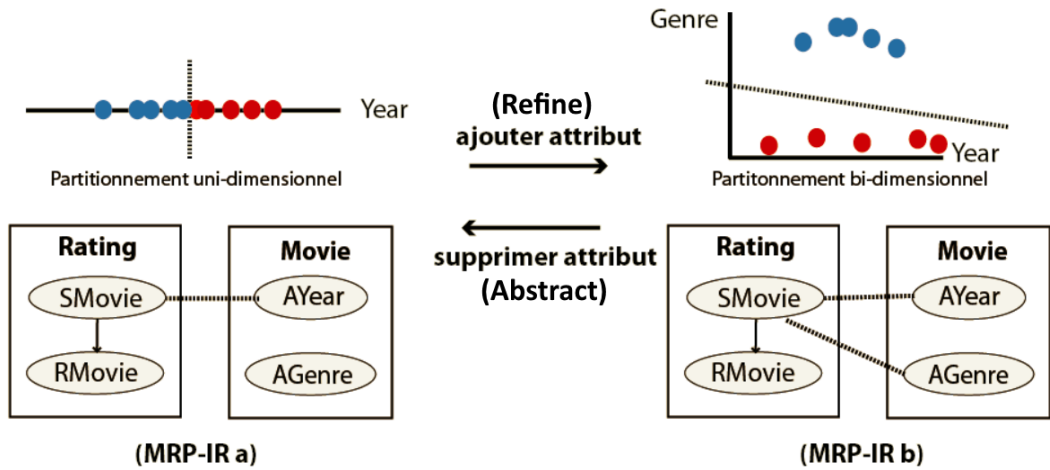 Year
Partitionnement uni-dimensionnel
(Refine)
ajouter attribut
supprimer attribut
(Abstract)
Genre
Year
Partitonnement bi-dimensionnel
Rating
SMovie
RMovie
Movie
AYear
AGenre
(MRP-IR a)
Rating
SMovie
RMovie
Movie
AYear
AGenre
(MRP-IR b)